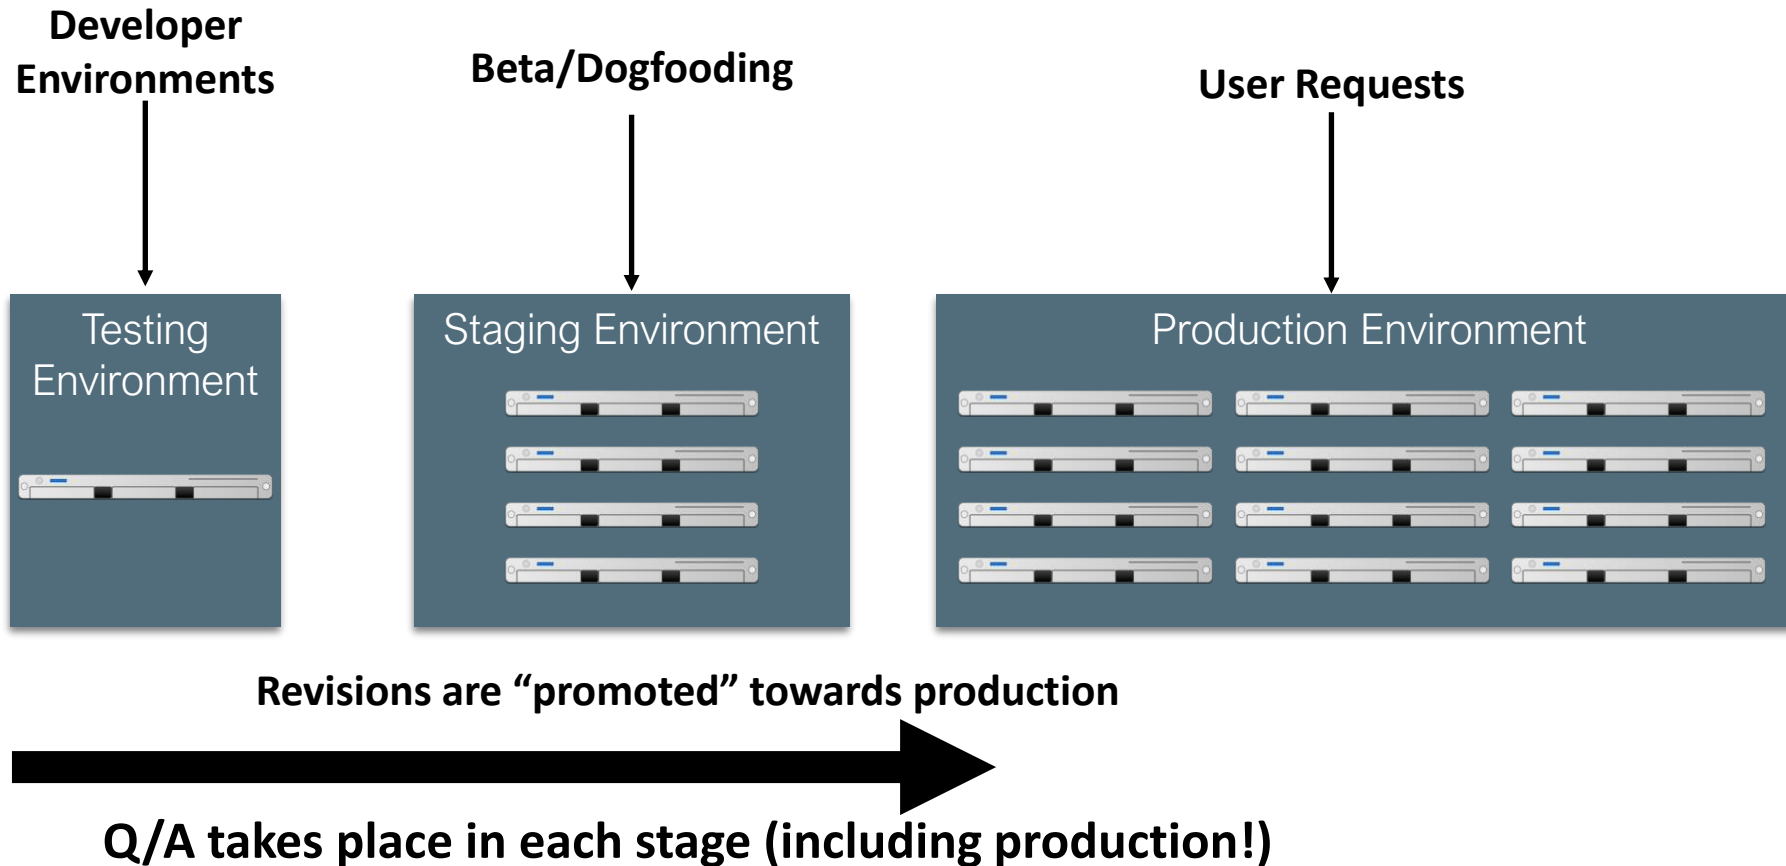 Developer
Environments
Beta/Dogfooding
User Requests
Testing
Environment
Staging Environment
Production Environment
Revisions are “promoted” towards production
Q/A takes place in each stage (including production!)